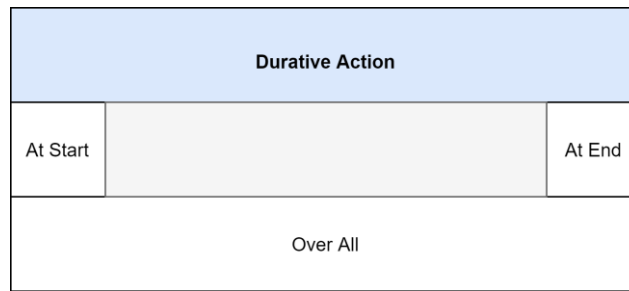 Durative Action
At Start
At End
Over All